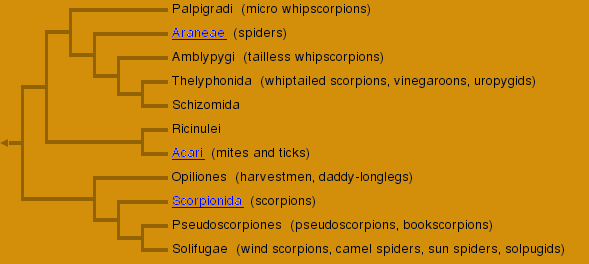 Palpigradi (micro whipscorpions)
Araneae (spiders)
Amblypygi (tailless whipscorpions)
Thelyphonida (whiptailed scorpions, vinegaroons, uropygids)
Schizomida
Ricinulei
Acari (mites and ticks)
Opiliones (harvestmen, daddy-longlegs)
Scorpionida (scorpions)
Pseudoscorpiones (pseudoscorpions, bookscorpions)
Solifugae (wind scorpions, camel spiders, sun spiders, solpugids)